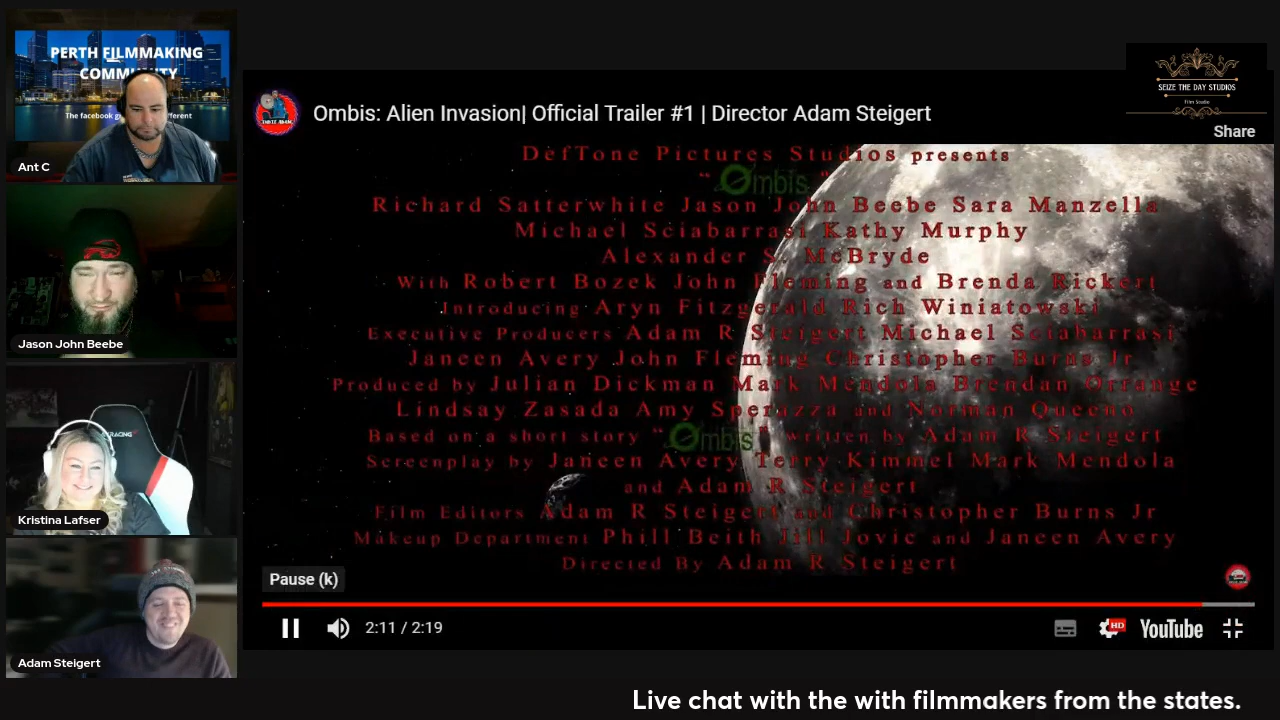 PERTH FILMMAKING
COMMUNITY
The facebook g
ferent
Ant C
Jason John Beebe
RACING
Kristina Lafser
Adam Steigert
SEIZE THE DAY STUDIOS
Film Studio
Ombis: Alien Invasion| Official Trailer #1 | Director Adam Steigert
Share
DefTone Pictures Studios presents
"Ombis"
Richard Satterwhite Jason John Beebe Sara Manzella
Michael Sciabarrasi Kathy Murphy
Alexander S. McBryde
With Robert Bozek John Fleming and Brenda Rickert
Introducing Aryn Fitzgerald Rich Winiatowski
Executive Producers Adam R Steigert Michael Sciabarrasi
Janeen Avery John Fleming Christopher Burns Jr
Produced by Julian Dickman Mark Mendola Brendan Orrange
Lindsay Zasada Amy Sperazza and Norman Queeno
Based on a short story "Ombis" written by Adam R Steigert
Screenplay by Janeen Avery Terry Kimmel Mark Mendola
and Adam R Steigert
Film Editors Adam R Steigert and Christopher Burns Jr
Makeup Department Phill Beith Jill Jovic and Janeen Avery
Directed By Adam R Steigert
Pause (k)
2:11 / 2:19
HD
YouTube
Live chat with the with filmmakers from the states.